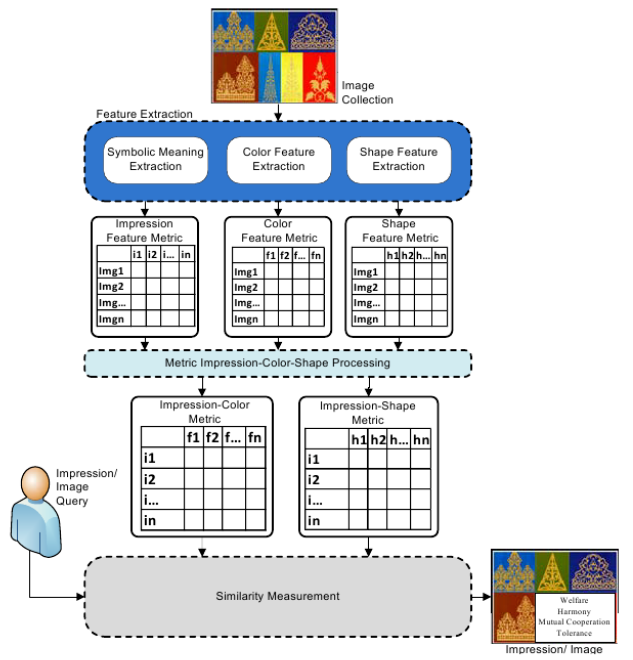 Image
Collection
Feature Extraction
Symbolic Meaning
Extraction
Color Feature
Extraction
Shape Feature
Extraction
Impression
Feature Metric
i1 i2 i... in
Img1
Img2
Img...
Imgn
Color
Feature Metric
f1 f2 f... fn
Img1
Img2
Img...
Imgn
Shape
Feature Metric
h1 h2 h... hn
Img1
Img2
Img...
Imgn
Metric Impression-Color-Shape Processing
Impression-Color
Metric
f1 f2 f... fn
i1
i2
i...
in
Impression-Shape
Metric
h1 h2 h... hn
i1
i2
i...
in
Impression/
Image
Query
Similarity Measurement
Welfare
Harmony
Mutual Cooperation
Tolerance
Impression/ Image